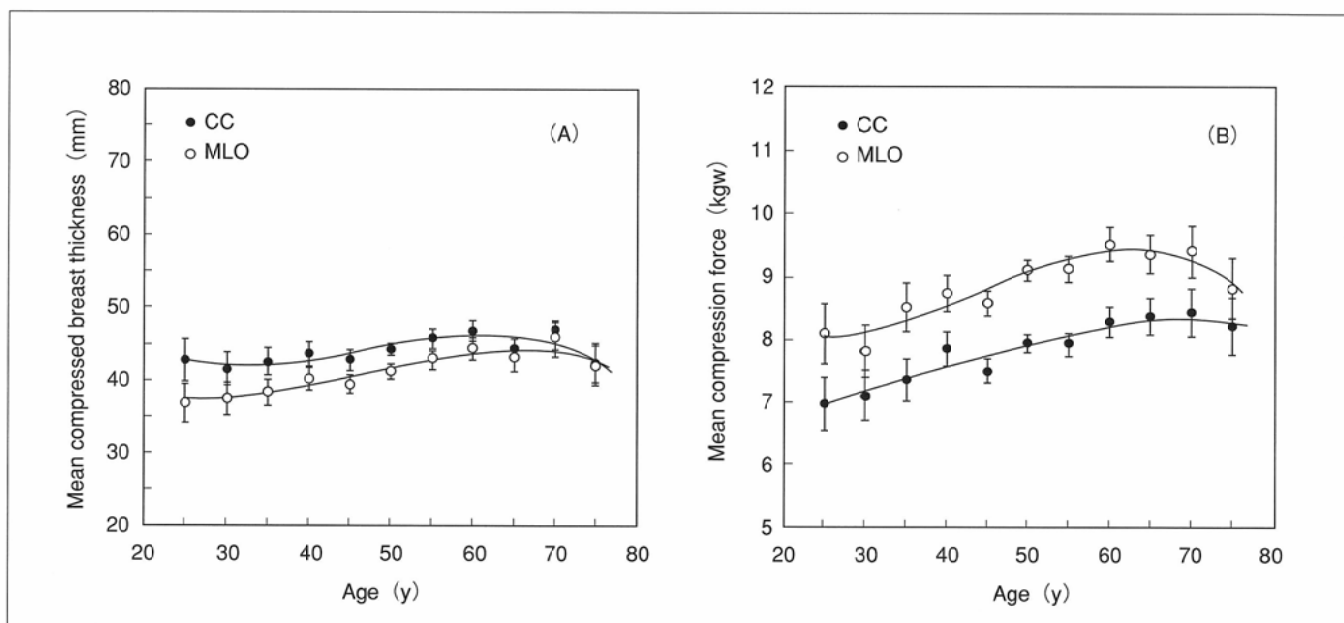 80
70
60
50
40
30
20
20 30 40 50 60 70 80
Mean compressed breast thickness (mm)
Age (y)
CC
MLO
(A)
12
11
10
9
8
7
6
5
20 30 40 50 60 70 80
Mean compression force (kgw)
Age (y)
CC
MLO
(B)